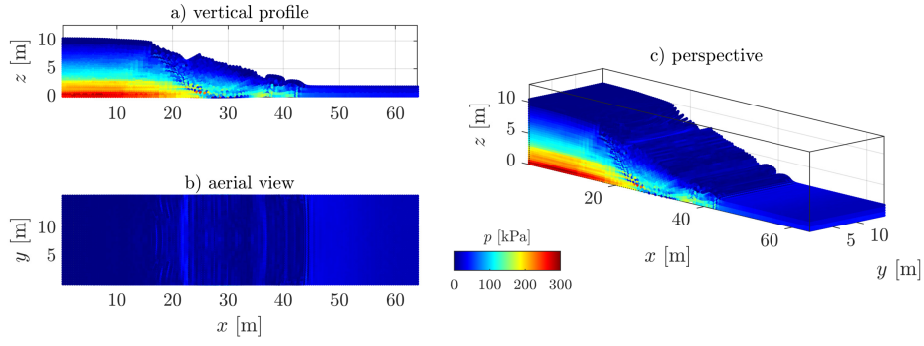 a) vertical profile
z [m]
10
5
0
10 20 30 40 50 60
b) aerial view
y [m]
10
5
10 20 30 40 50 60
x [m]
c) perspective
z [m]
10
5
0
20
40
60
x [m]
5
10
y [m]
p [kPa]
0 100 200 300